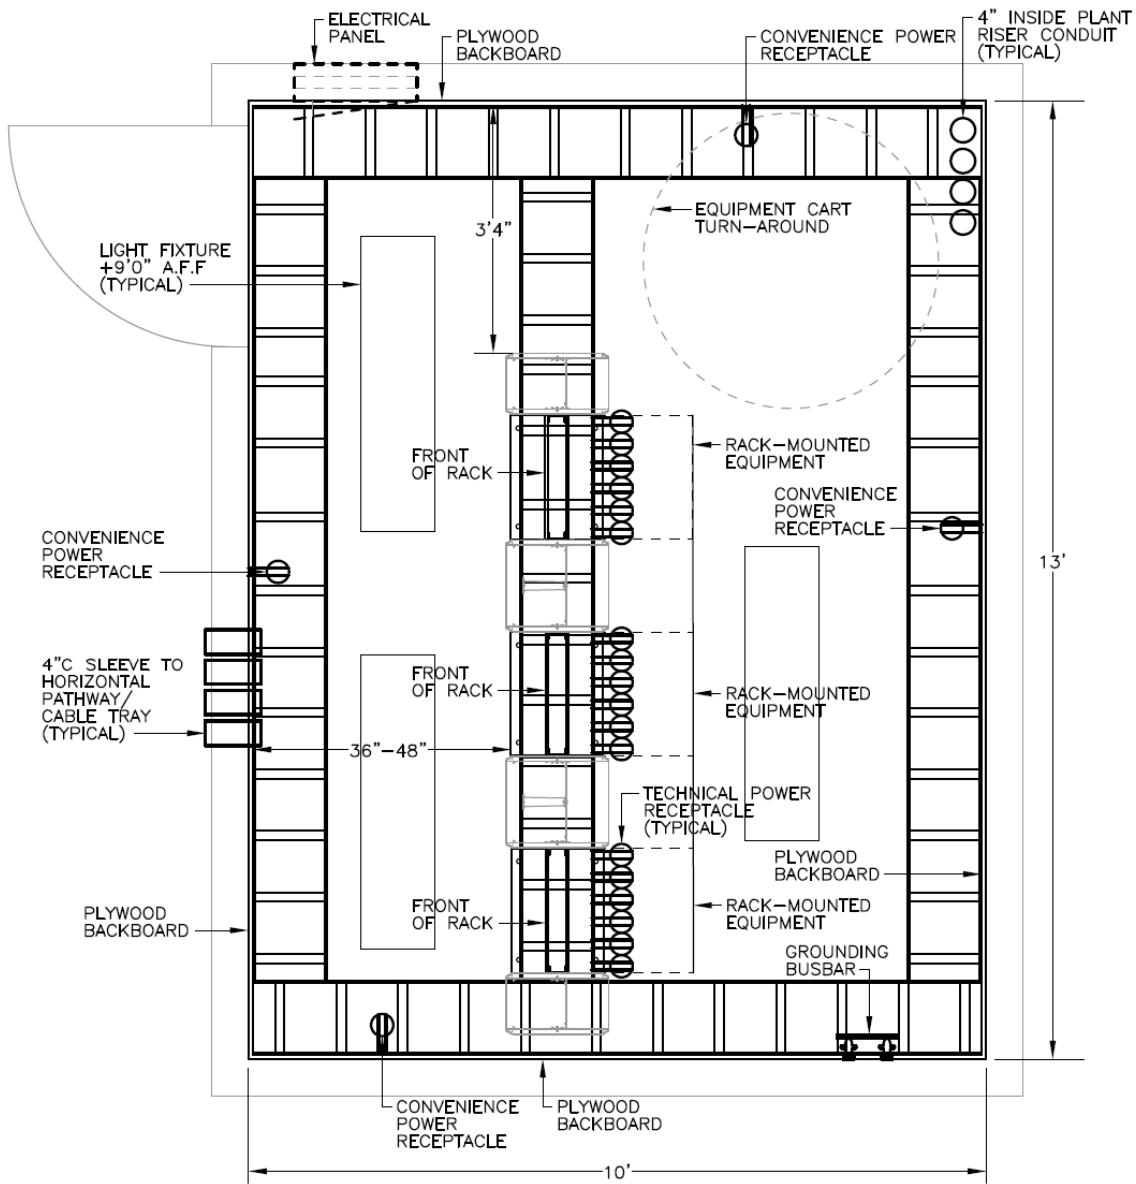 ELECTRICAL
PANEL
PLYWOOD
BACKBOARD
CONVENIENCE POWER
RECEPTACLE
4" INSIDE PLANT
RISER CONDUIT
(TYPICAL)
3'4"
EQUIPMENT CART
TURN-AROUND
LIGHT FIXTURE
+9'0" A.F.F
(TYPICAL)
FRONT
OF RACK
RACK-MOUNTED
EQUIPMENT
CONVENIENCE
POWER
RECEPTACLE
CONVENIENCE
POWER
RECEPTACLE
13'
4"C SLEEVE TO
HORIZONTAL
PATHWAY/
CABLE TRAY
(TYPICAL)
FRONT
OF RACK
RACK-MOUNTED
EQUIPMENT
36"-48"
TECHNICAL POWER
RECEPTACLE
(TYPICAL)
PLYWOOD
BACKBOARD
PLYWOOD
BACKBOARD
FRONT
OF RACK
RACK-MOUNTED
EQUIPMENT
GROUNDING
BUSBAR
CONVENIENCE
POWER
RECEPTACLE
PLYWOOD
BACKBOARD
10'